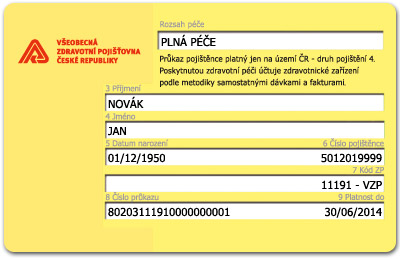 Rozsah péče
VŠEOBECNÁ
ZDRAVOTNÍ POJIŠŤOVNA
ČESKÉ REPUBLIKY
PLNÁ PÉČE
Průkaz pojištěnce platný jen na území ČR - druh pojištění 4.
Poskytnutou zdravotní péči účtuje zdravotnické zařízení
podle metodiky samostatnými dávkami a fakturami.
3 Příjmení
NOVÁK
4 Jméno
JAN
5 Datum narození 6 Číslo pojištěnce
01/12/1950 5012019999
7 Kód ZP
11191 - VZP
8 Číslo průkazu 9 Platnost do
80203111910000000001 30/06/2014